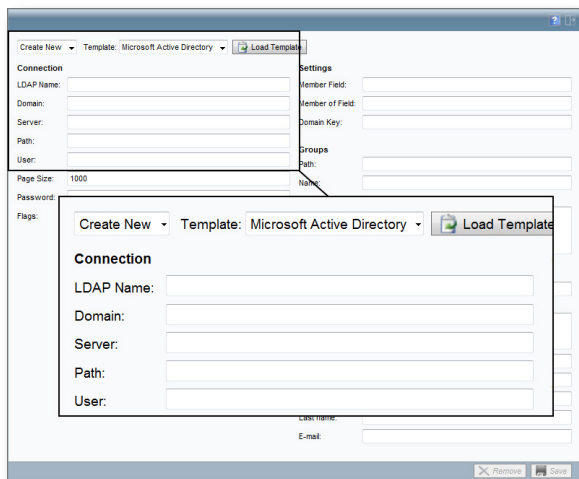 ?
Create New Template: Microsoft Active Directory Load Template
Connection
LDAP Name:
Domain:
Server:
Path:
User:
Page Size: 1000
Password:
Flags:
Settings
Member Field:
Member of Field:
Domain Key:
Groups
Path:
Name:
Create New Template: Microsoft Active Directory Load Template
Connection
LDAP Name:
Domain:
Server:
Path:
User:
Last name:
E-mail:
Remove Save